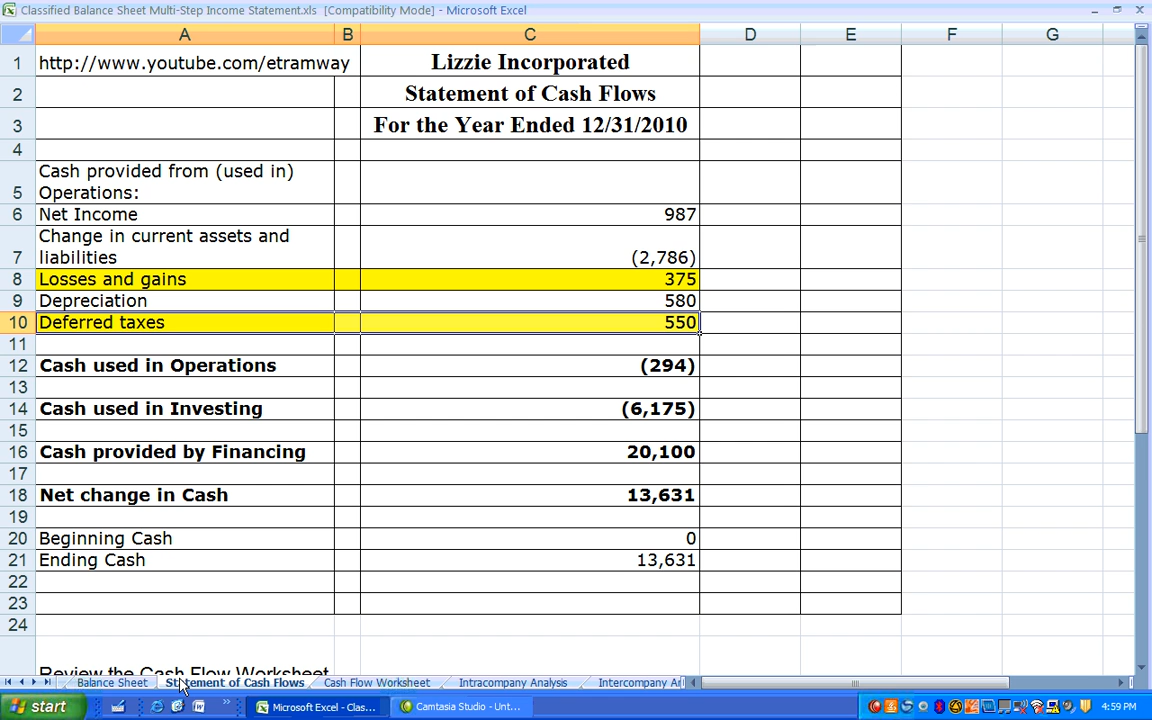 Classified Balance Sheet Multi-Step Income Statement.xls [Compatibility Mode] - Microsoft Excel
A B C D E F G
1 http://www.youtube.com/etramway Lizzie Incorporated
2 Statement of Cash Flows
3 For the Year Ended 12/31/2010
4
Cash provided from (used in)
5 Operations:
6 Net Income 987
Change in current assets and
7 liabilities (2,786)
8 Losses and gains 375
9 Depreciation 580
10 Deferred taxes 550
11
12 Cash used in Operations (294)
13
14 Cash used in Investing (6,175)
15
16 Cash provided by Financing 20,100
17
18 Net change in Cash 13,631
19
20 Beginning Cash 0
21 Ending Cash 13,631
22
23
24
Review the Cash Flow Worksheet
Balance Sheet Statement of Cash Flows Cash Flow Worksheet Intracompany Analysis Intercompany An
start Microsoft Excel - Clas... Camtasia Studio - Unt... 4:59 PM